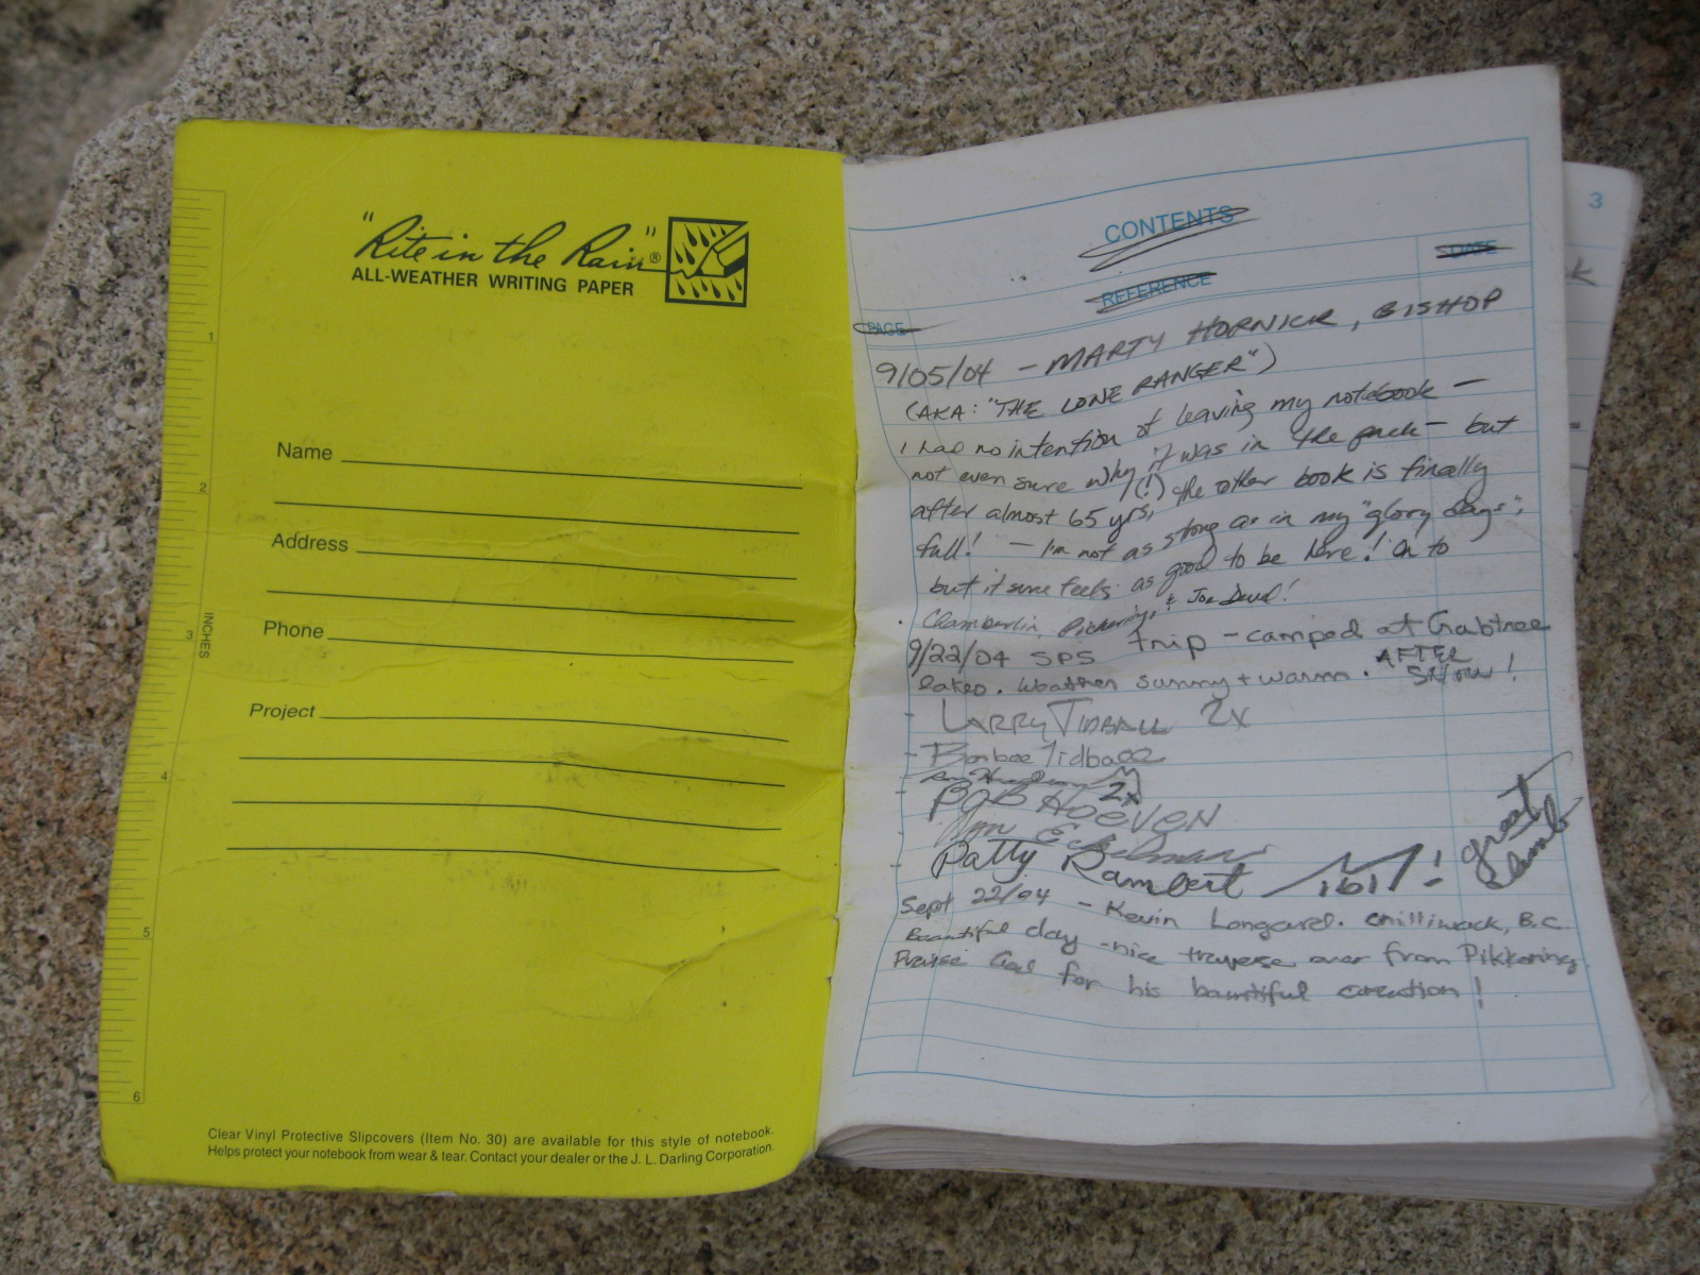 "Rite in the Rain"®
ALL-WEATHER WRITING PAPER
1
2
3
INCHES
4
5
6
Name
Address
Phone
Project
Clear Vinyl Protective Slipcovers (Item No. 30) are available for this style of notebook.
Helps protect your notebook from wear & tear. Contact your dealer or the J. L. Darling Corporation.
3
K
CONTENTS
DATE
REFERENCE
PAGE
9/05/04 - MARTY HORNICK, BISHOP
(AKA: "THE LONE RANGER")
I had no intention of leaving my notebook —
not even sure why it was in the pack - but
after almost 65 yrs, (!) the other book is finally
full! — I'm not as strong as in my "glory days";
but it sure feels as good to be here! On to
Chamberlin, Pickering, & Joe Devel!
9/22/04 SPS trip - camped at Crabtree
lakes. Weather sunny + warm. AFTER SNOW!
- LARRY TIDBALL 2X
- Barbee Tidball
2x
BOB HOEVEN
Jim Eckelman
- Patty Rambert
great climb
Sept 22/04 - Kevin Longard. Chilliwack, B.C.
Beautiful day - nice traverse over from Pikkering.
Praise God for his bautiful creation!